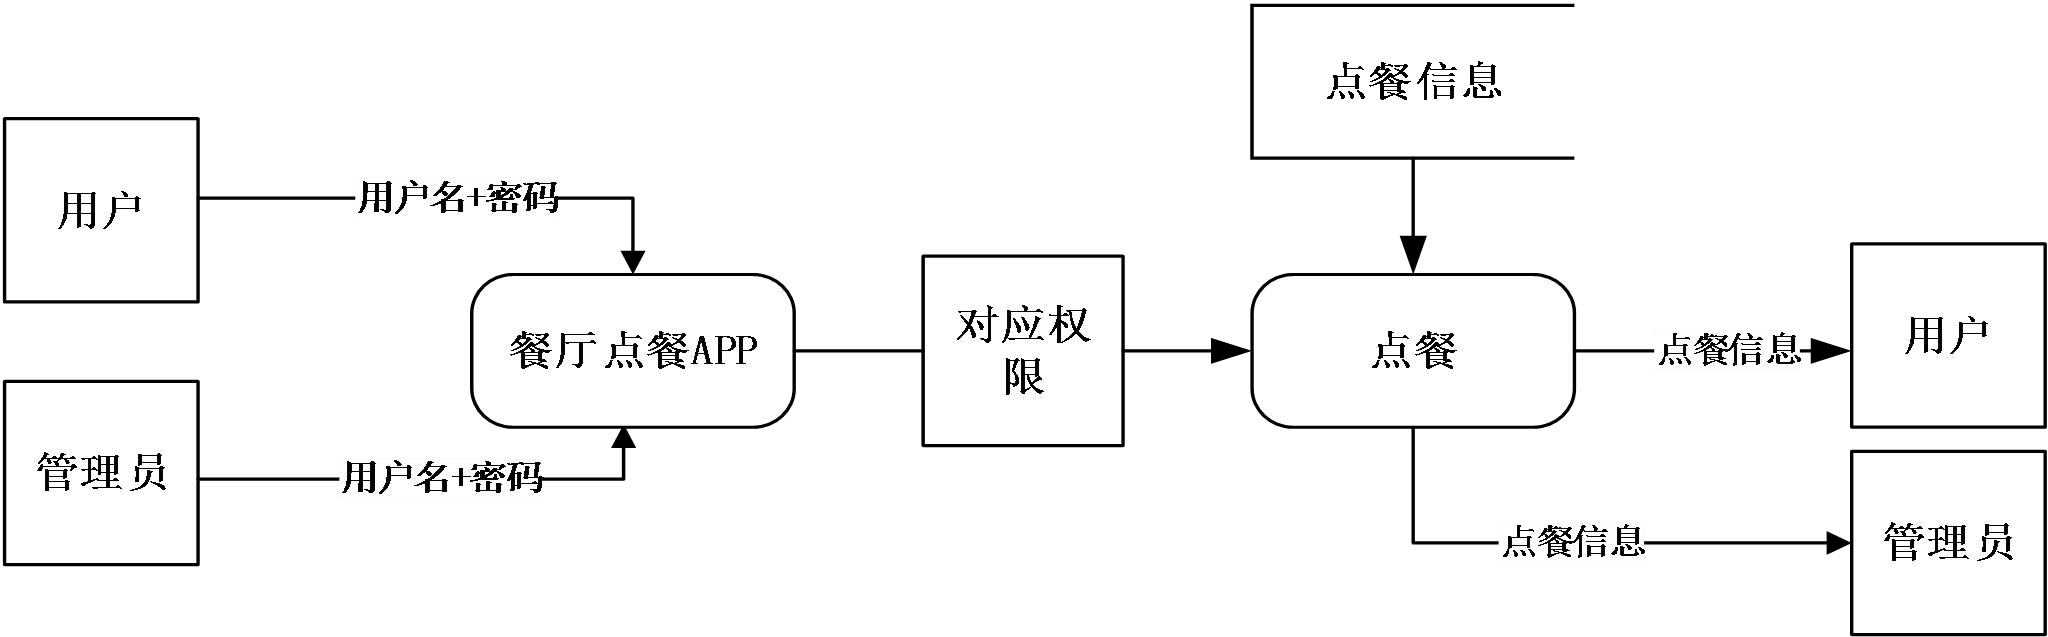 点餐信息
用户
用户名+密码
餐厅点餐APP
对应权
限
点餐
点餐信息
用户
管理员
用户名+密码
点餐信息
管理员